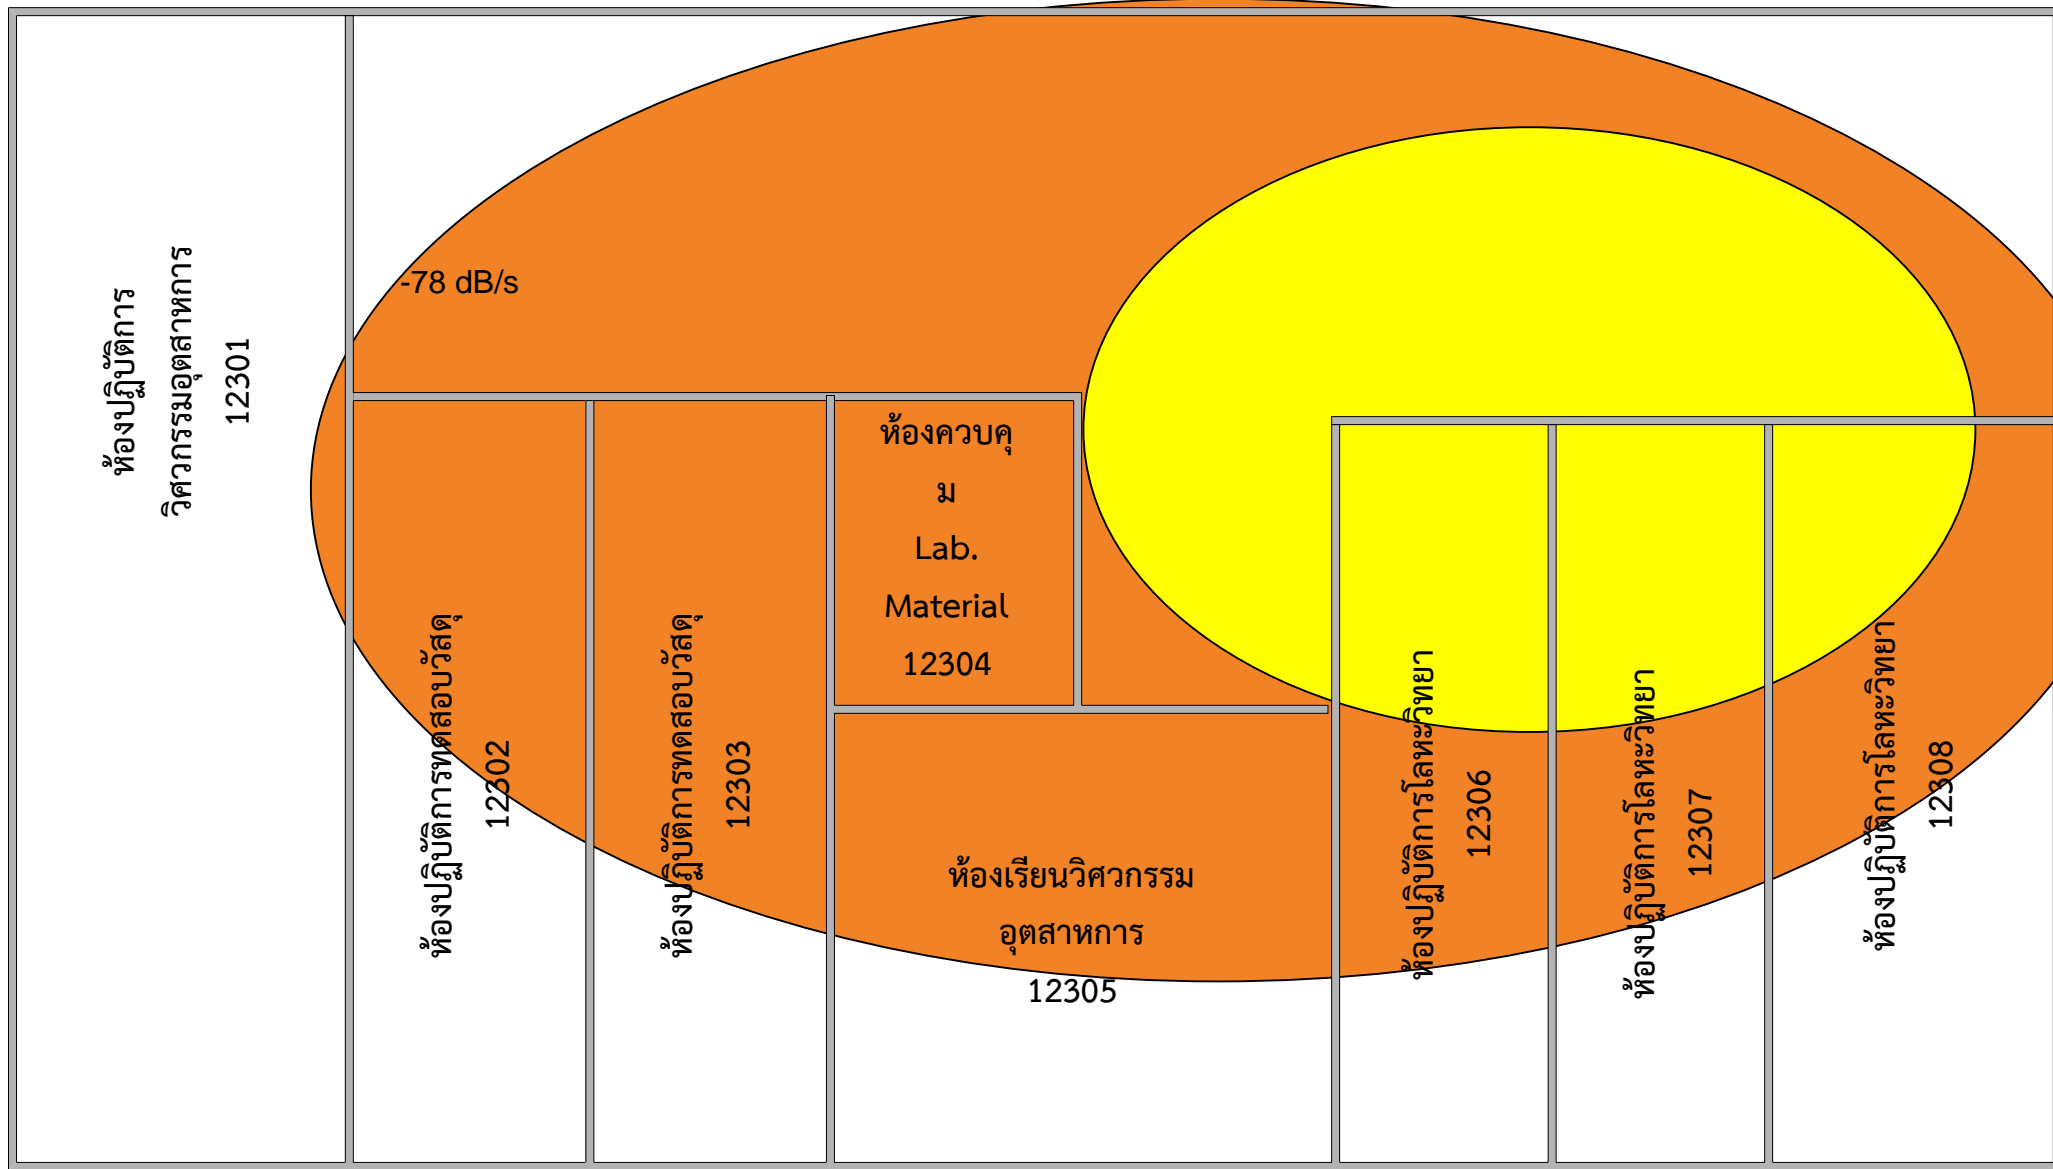 ห้องปฏิบัติการ
วิศวกรรมอุตสาหการ
12301
-78 dB/s
ห้องปฏิบัติการทดสอบวัสดุ
12302
ห้องปฏิบัติการทดสอบวัสดุ
12303
ห้องควบคุ
ม
Lab.
Material
12304
ห้องเรียนวิศวกรรม
อุตสาหการ
12305
ห้องปฏิบัติการโลหะวิทยา
12306
ห้องปฏิบัติการโลหะวิทยา
12307
ห้องปฏิบัติการโลหะวิทยา
12308